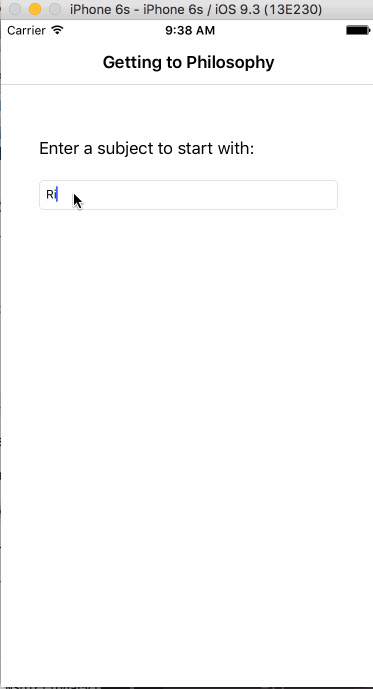 iPhone 6s - iPhone 6s / iOS 9.3 (13E230)
Carrier 9:38 AM
Getting to Philosophy
Enter a subject to start with:
Ri